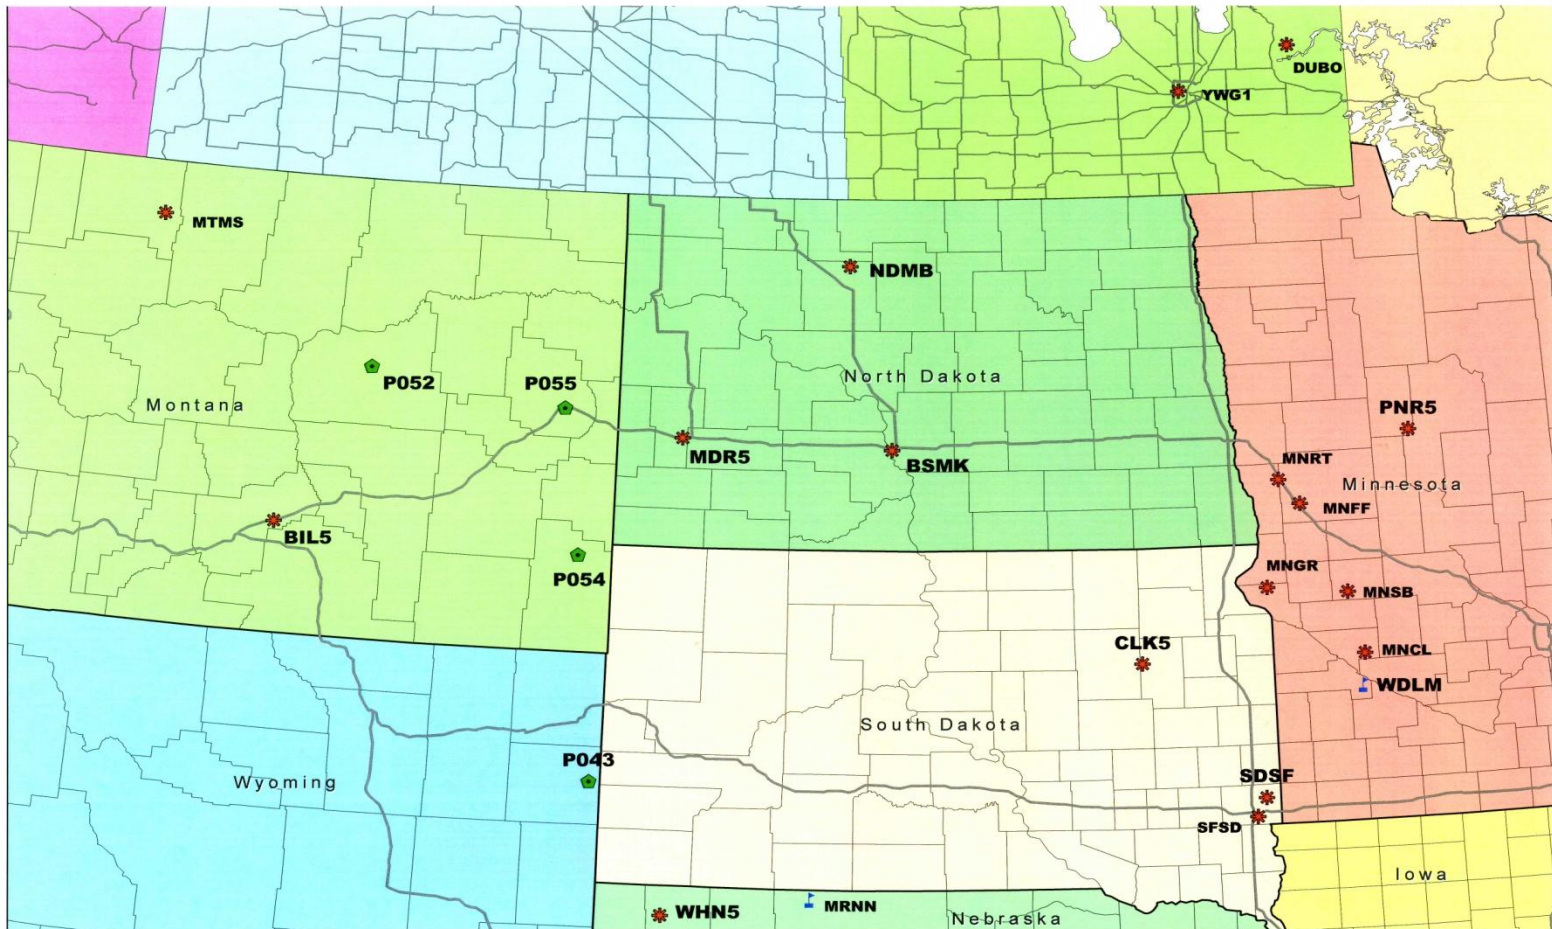 DUBO
YWG1
MTMS
NDMB
P052
P055
North Dakota
Montana
PNR5
MDR5
BSMK
MNRT
Minnesota
MNFF
BIL5
P054
MNGR
MNSB
CLK5
MNCL
WDLM
South Dakota
P043
Wyoming
SDSF
SFSD
Iowa
WHN5
MRNN
Nebraska